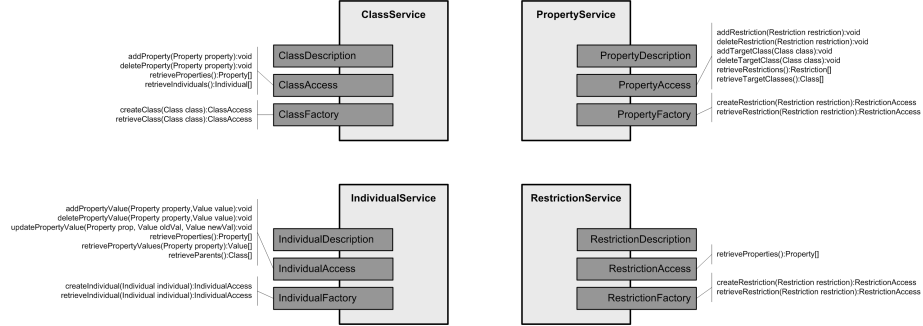 ClassService
addProperty(Property property):void
deleteProperty(Property property):void
retrieveProperties():Property[]
retrieveIndividuals():Individual[]
createClass(Class class):ClassAccess
retrieveClass(Class class):ClassAccess
ClassDescription
ClassAccess
ClassFactory
PropertyService
PropertyDescription
PropertyAccess
PropertyFactory
addRestriction(Restriction restriction):void
deleteRestriction(Restriction restriction):void
addTargetClass(Class class):void
deleteTargetClass(Class class):void
retrieveRestrictions():Restriction[]
retrieveTargetClasses():Class[]
createRestriction(Restriction restriction):RestrictionAccess
retrieveRestriction(Restriction restriction):RestrictionAccess
IndividualService
addPropertyValue(Property property,Value value):void
deletePropertyValue(Property property,Value value):void
updatePropertyValue(Property prop, Value oldVal, Value newVal):void
retrieveProperties():Property[]
retrievePropertyValues(Property property):Value[]
retrieveParents():Class[]
createIndividual(Individual individual):IndividualAccess
retrieveIndividual(Individual individual):IndividualAccess
IndividualDescription
IndividualAccess
IndividualFactory
RestrictionService
RestrictionDescription
RestrictionAccess
RestrictionFactory
retrieveProperties():Property[]
createRestriction(Restriction restriction):RestrictionAccess
retrieveRestriction(Restriction restriction):RestrictionAccess